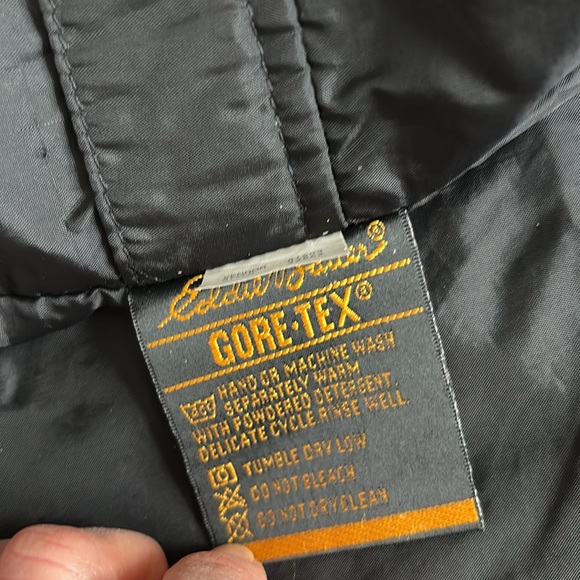 Eddie Bauer®
GORE-TEX®
HAND OR MACHINE WASH
SEPARATELY WARM
WITH POWDERED DETERGENT.
DELICATE CYCLE RINSE WELL.
TUMBLE DRY LOW
DO NOT BLEACH
DO NOT DRYCLEAN